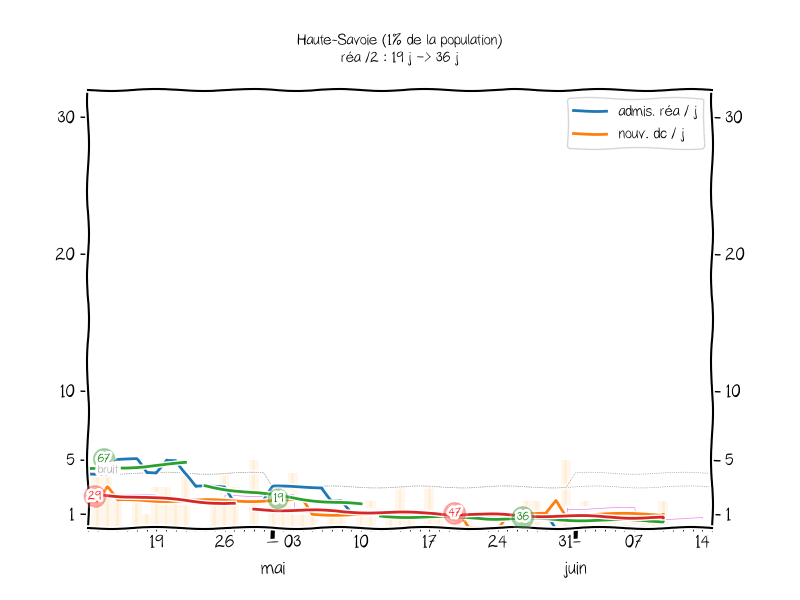 Haute-Savoie (1% de la population)
réa /2 : 19 j -> 36 j
admis. réa / j
nouv. dc / j
30
30
20
20
10
10
5
5
1
1
67
bruit
29
19
47
36
19 26 03 10 17 24 31 07 14
mai juin